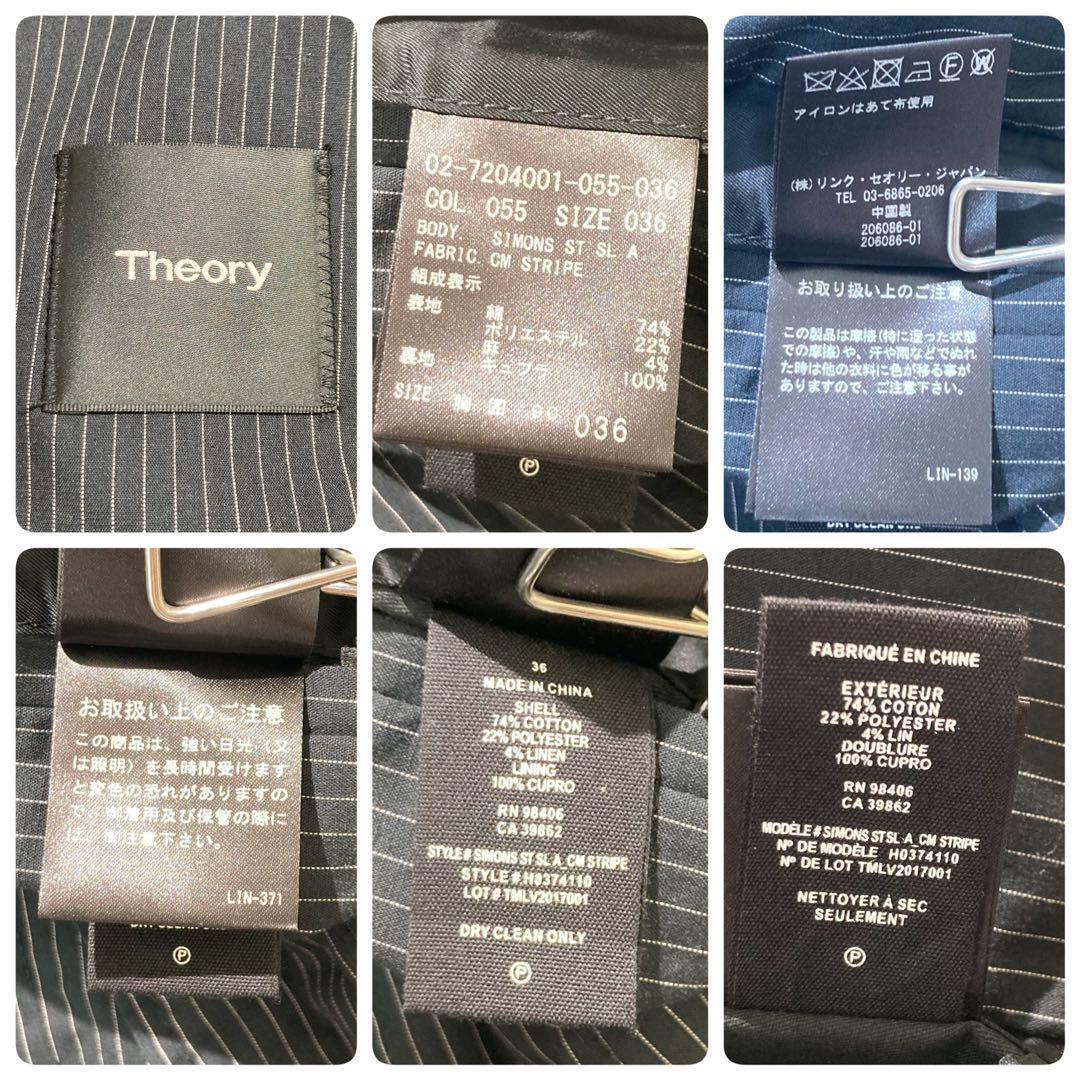 Theory
02-7204001-055-036
COL. 055 SIZE 036
BODY. SIMONS ST SL A
FABRIC. CM STRIPE
組成表示
表地 綿 74%
ポリエステル 22%
麻 4%
裏地 キュプラ 100%
SIZE 胸囲 90
036
P
アイロンはあて布使用
(株)リンク・セオリー・ジャパン
TEL 03-6865-0206
中国製
206086-01
206086-01
お取り扱い上のご注意
この製品は摩擦(特に湿った状態
での摩擦)や、汗や雨などでぬれ
た時は他の衣料に色が移る事が
ありますので、ご注意下さい。
LIN-139
お取扱い上のご注意
この商品は、強い日光(又
は照明)を長時間受けます
と変色の恐れがありますの
で、御着用及び保管の際に
は、御注意下さい。
LIN-371
P
36
MADE IN CHINA
SHELL
74% COTTON
22% POLYESTER
4% LINEN
LINING
100% CUPRO
RN 98406
CA 39862
STYLE # SIMONS ST SL A_CM STRIPE
STYLE # H0374110
LOT # TMLV2017001
DRY CLEAN ONLY
P
FABRIQUÉ EN CHINE
EXTÉRIEUR
74% COTON
22% POLYESTER
4% LIN
DOUBLURE
100% CUPRO
RN 98406
CA 39862
MODÈLE # SIMONS ST SL A_CM STRIPE
Nº DE MODÈLE H0374110
Nº DE LOT TMLV2017001
NETTOYER À SEC
SEULEMENT
P